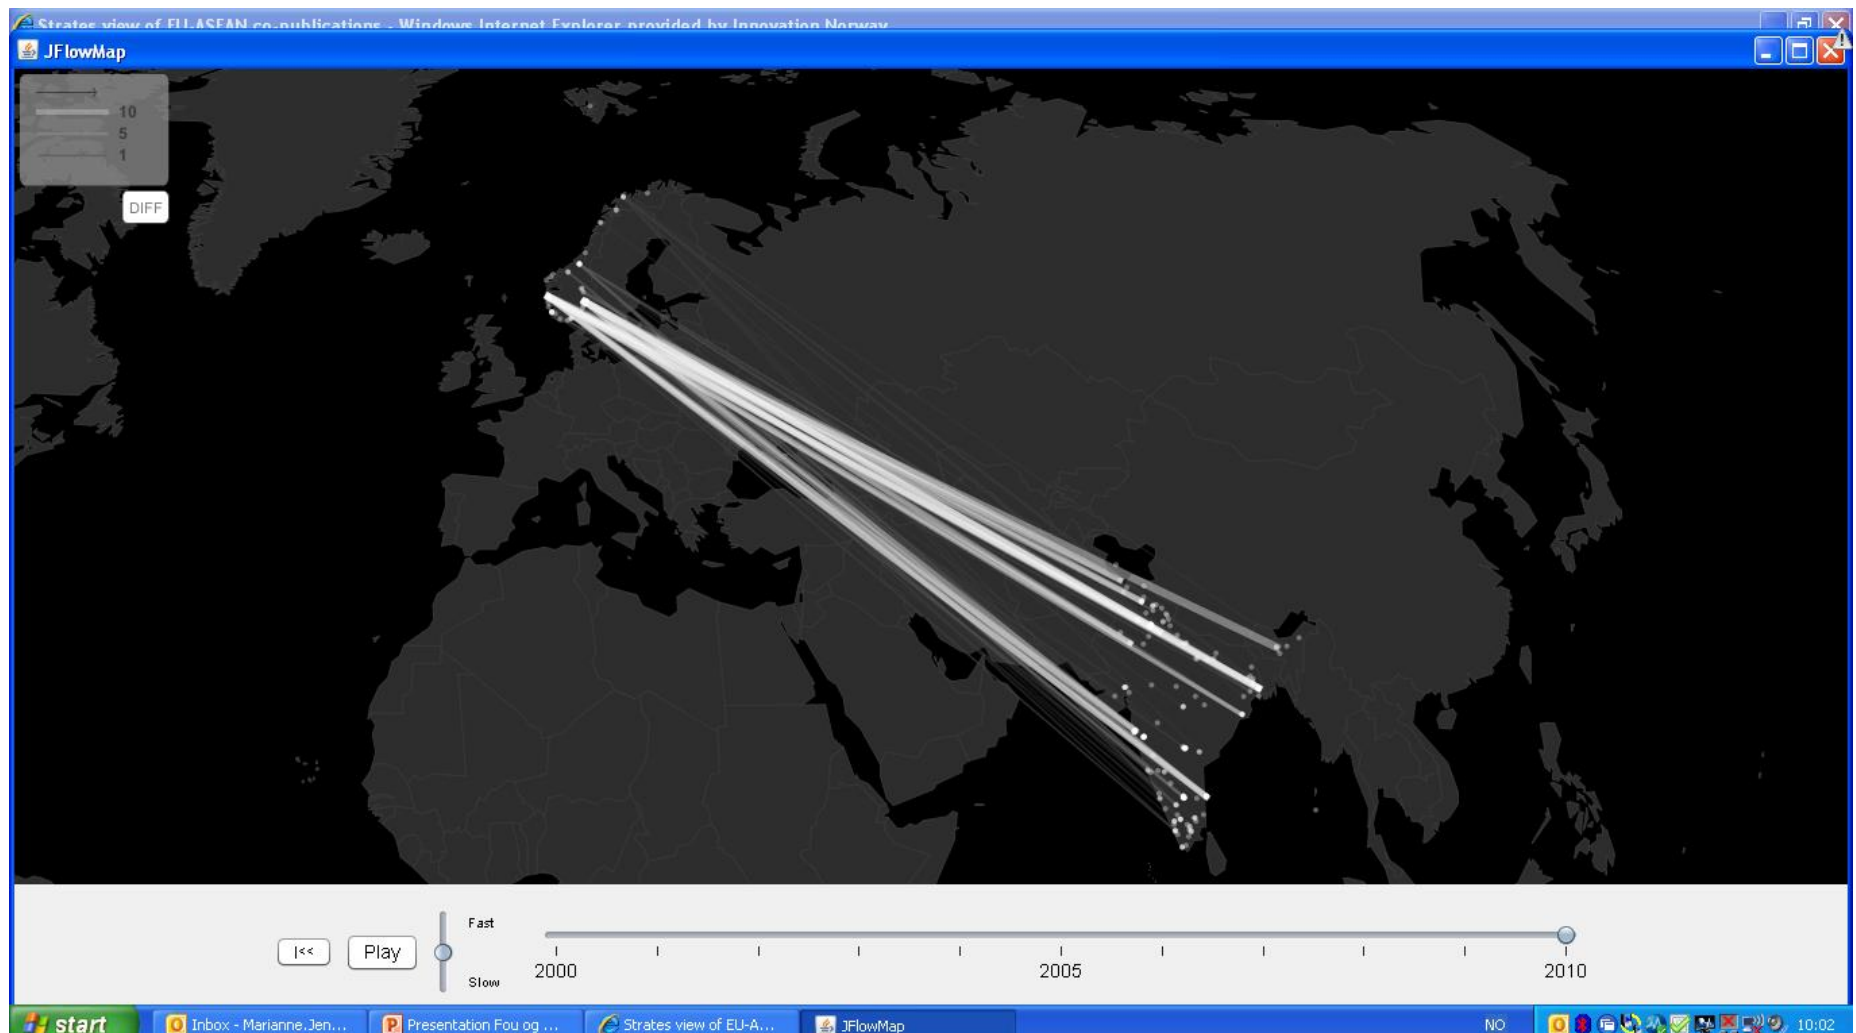 Strates view of EU-ASEAN co-publications - Windows Internet Explorer provided by Innovation Norway
JFlowMap
10
5
1
DIFF
Fast
|<<
Play
Slow
2000
2005
2010
start
Inbox - Marianne.Jen...
Presentation Fou og ...
Strates view of EU-A...
JFlowMap
NO
10:02